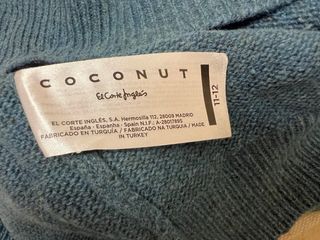 COCONUT
El Corte Inglés
11-12
EL CORTE INGLÉS, S.A. Hermosilla 112, 28009 MADRID
España - Espanha - Spain N.I.F.: A-28017895
FABRICADO EN TURQUÍA / FABRICADO NA TURQUIA / MADE
IN TURKEY